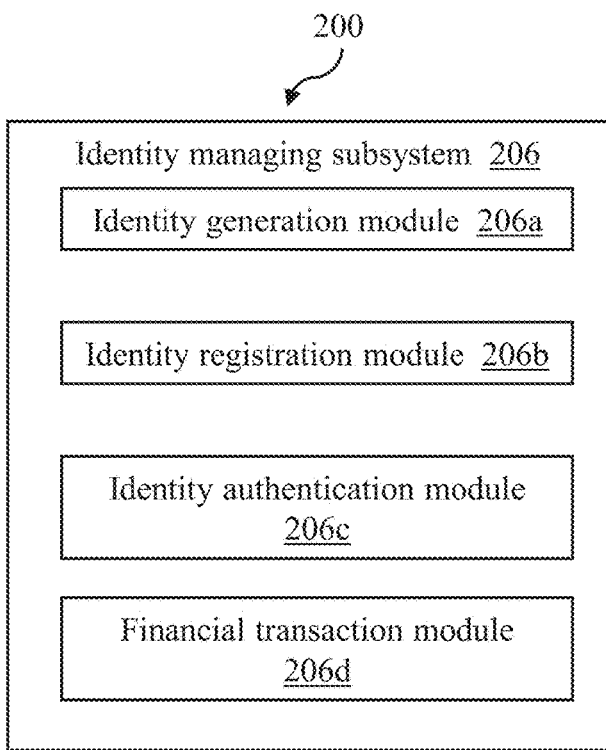 200
Identity managing subsystem 206
Identity generation module 206a
Identity registration module 206b
Identity authentication module
206c
Financial transaction module
206d